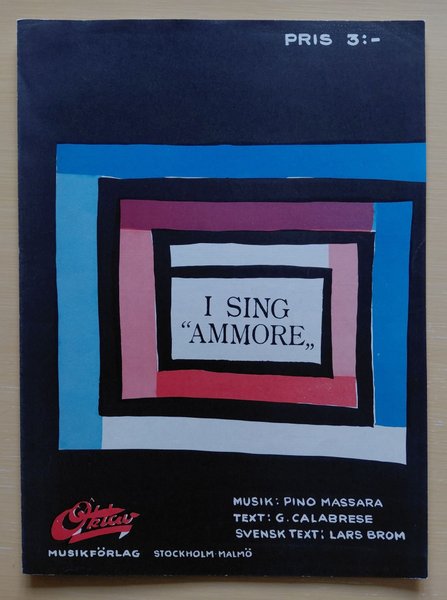 PRIS 3:-
I SING
"AMMORE„
Oktav
MUSIKFÖRLAG STOCKHOLM-MALMÖ
MUSIK: PINO MASSARA
TEXT: G. CALABRESE
SVENSK TEXT: LARS BROM